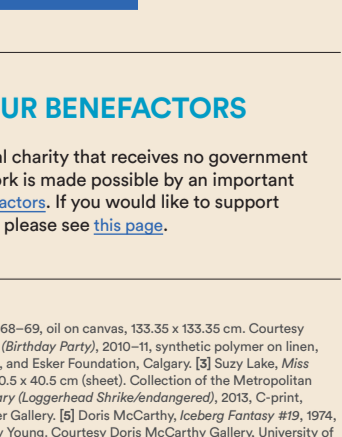 UR BENEFACTORS
al charity that receives no government
ork is made possible by an important
actors. If you would like to support
please see this page.
68–69, oil on canvas, 133.35 x 133.35 cm. Courtesy
(Birthday Party), 2010–11, synthetic polymer on linen,
, and Esker Foundation, Calgary. [3] Suzy Lake, Miss
0.5 x 40.5 cm (sheet). Collection of the Metropolitan
ary (Loggerhead Shrike/endangered), 2013, C-print,
er Gallery. [5] Doris McCarthy, Iceberg Fantasy #19, 1974,
y Young. Courtesy Doris McCarthy Gallery, University of